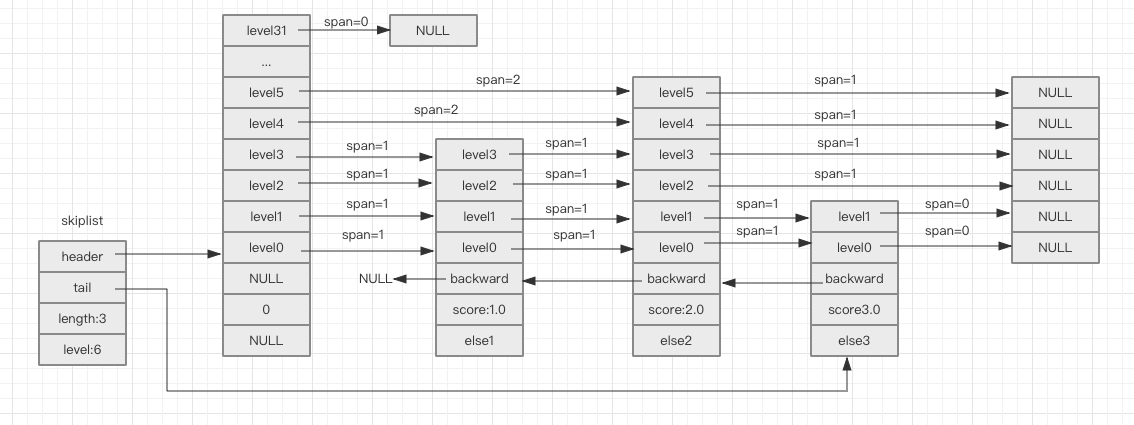 level31
span=0
NULL
...
level5
span=2
level5
span=1
NULL
level4
span=2
level4
span=1
NULL
level3
span=1
level3
span=1
level3
span=1
NULL
level2
span=1
level2
span=1
level2
span=1
NULL
level1
span=1
level1
span=1
level1
span=1
level1
span=0
NULL
level0
span=1
level0
span=1
level0
span=1
level0
span=0
NULL
skiplist
header
tail
length:3
level:6
NULL
0
NULL
NULL
backward
score:1.0
else1
backward
score:2.0
else2
backward
score3.0
else3